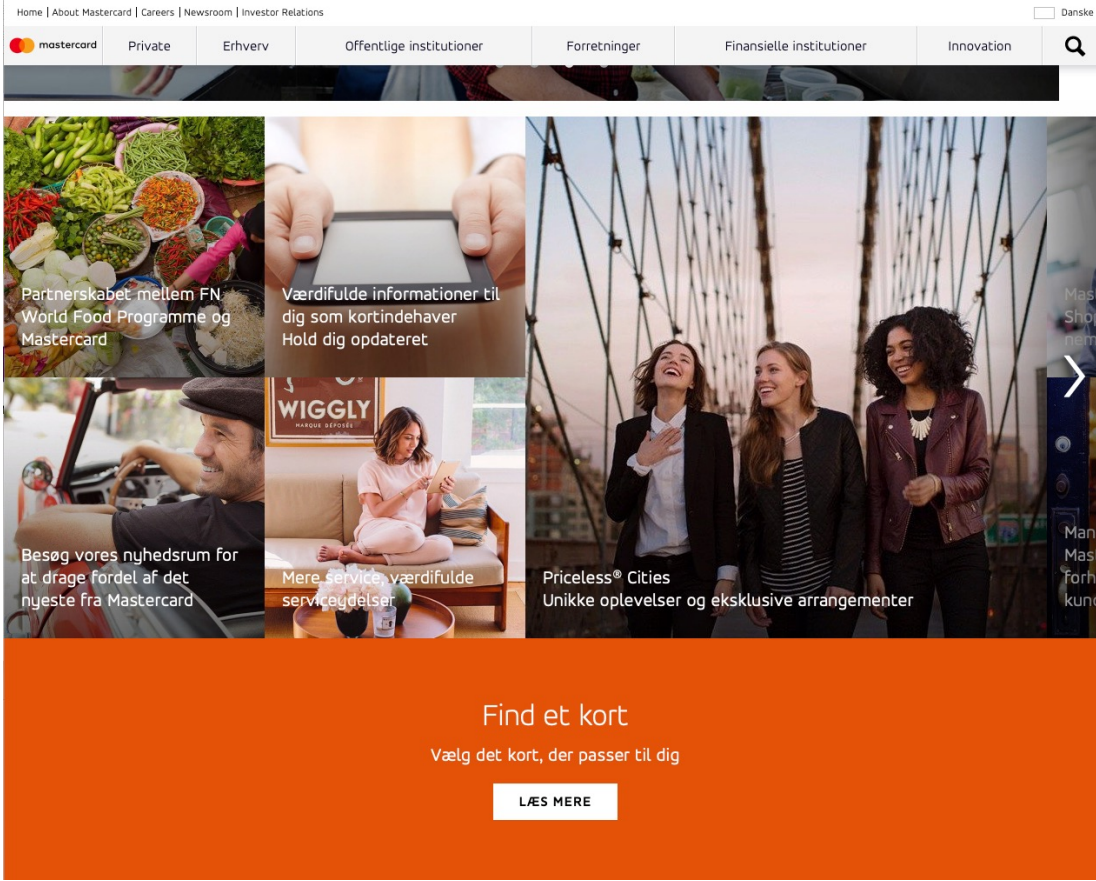 Home | About Mastercard | Careers | Newsroom | Investor Relations
Danske
mastercard
Private
Erhverv
Offentlige institutioner
Forretninger
Finansielle institutioner
Innovation
Partnerskabet mellem FN
World Food Programme og
Mastercard
Værdifulde informationer til
dig som kortindehaver
Hold dig opdateret
WIGGLY
MARQUE DÉPOSÉE
Besøg vores nyhedsrum for
at drage fordel af det
nyeste fra Mastercard
Mere service, værdifulde
serviceydelser
Priceless® Cities
Unikke oplevelser og eksklusive arrangementer
Find et kort
Vælg det kort, der passer til dig
LÆS MERE